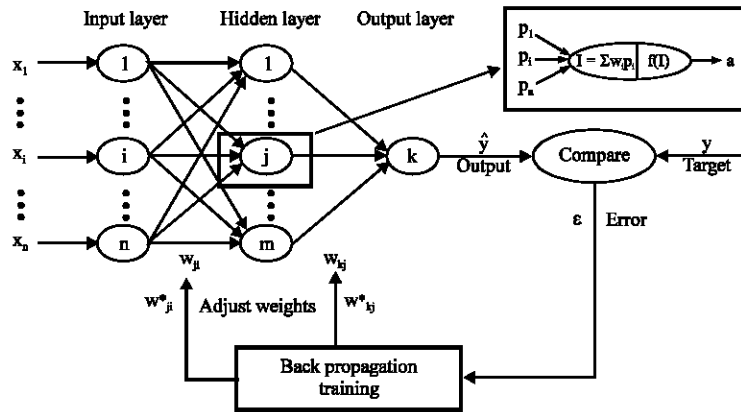 Input layer
Hidden layer
Output layer
p₁
pᵢ
pₙ
I = Σwᵢpᵢ
f(I)
a
x₁
1
1
xᵢ
i
j
k
ŷ
Output
Compare
y
Target
xₙ
n
m
ε
Error
wⱼᵢ
wₖⱼ
w*ⱼᵢ
Adjust weights
w*ₖⱼ
Back propagation
training